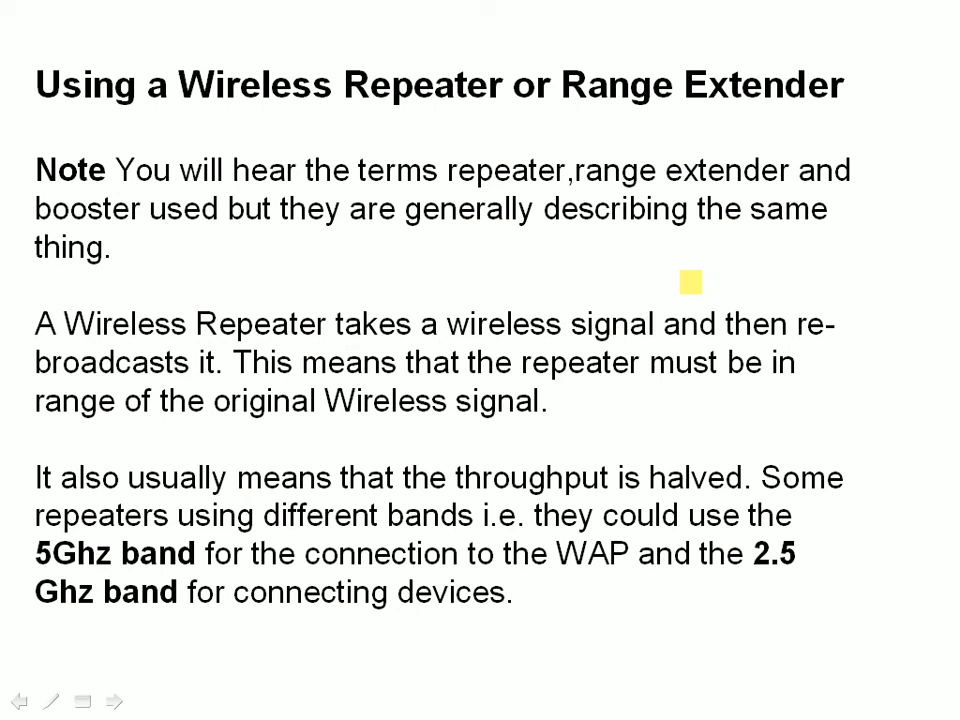 Using a Wireless Repeater or Range Extender
Note You will hear the terms repeater,range extender and
booster used but they are generally describing the same
thing.
A Wireless Repeater takes a wireless signal and then re-
broadcasts it. This means that the repeater must be in
range of the original Wireless signal.
It also usually means that the throughput is halved. Some
repeaters using different bands i.e. they could use the
5Ghz band for the connection to the WAP and the 2.5
Ghz band for connecting devices.